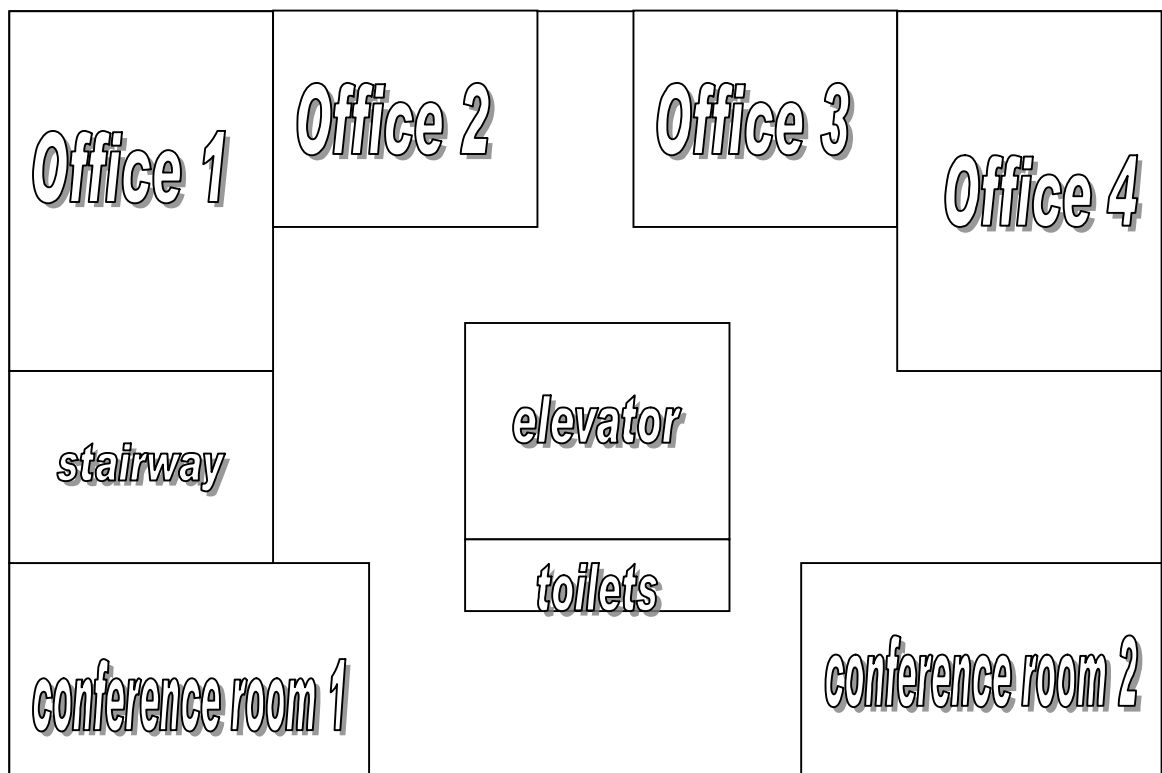 Office 1
Office 2
Office 3
Office 4
elevator
stairway
toilets
conference room 1
conference room 2